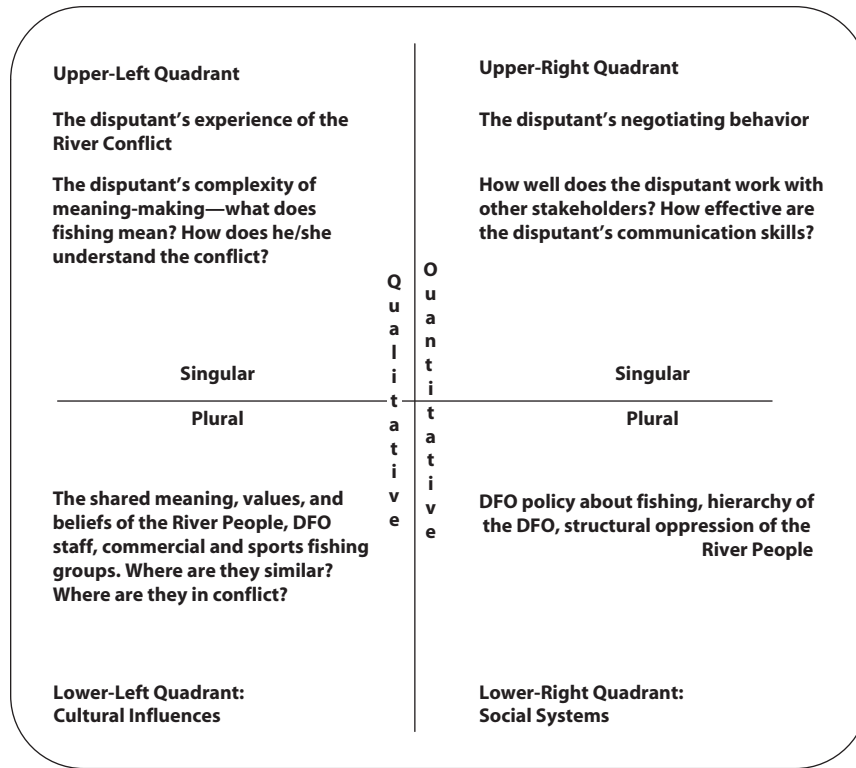 Upper-Left Quadrant
The disputant’s experience of the
River Conflict
The disputant’s complexity of
meaning-making—what does
fishing mean? How does he/she
understand the conflict?
Singular
Upper-Right Quadrant
The disputant’s negotiating behavior
How well does the disputant work with
other stakeholders? How effective are
the disputant’s communication skills?
Singular
Qualitative
Quantitative
Plural
The shared meaning, values, and
beliefs of the River People, DFO
staff, commercial and sports fishing
groups. Where are they similar?
Where are they in conflict?
Lower-Left Quadrant:
Cultural Influences
Plural
DFO policy about fishing, hierarchy of
the DFO, structural oppression of the
River People
Lower-Right Quadrant:
Social Systems